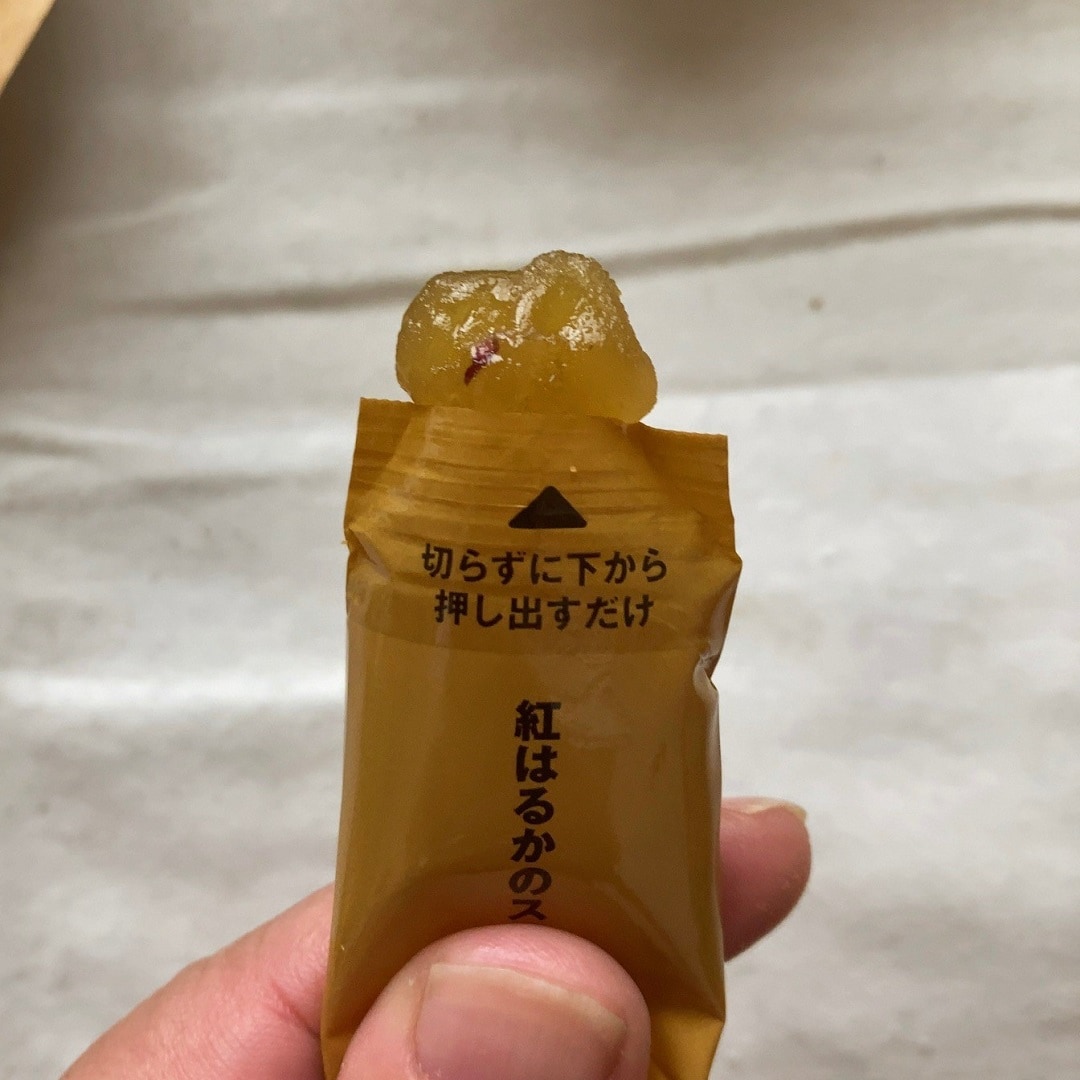 切らずに下から
押し出すだけ
紅はるかのス